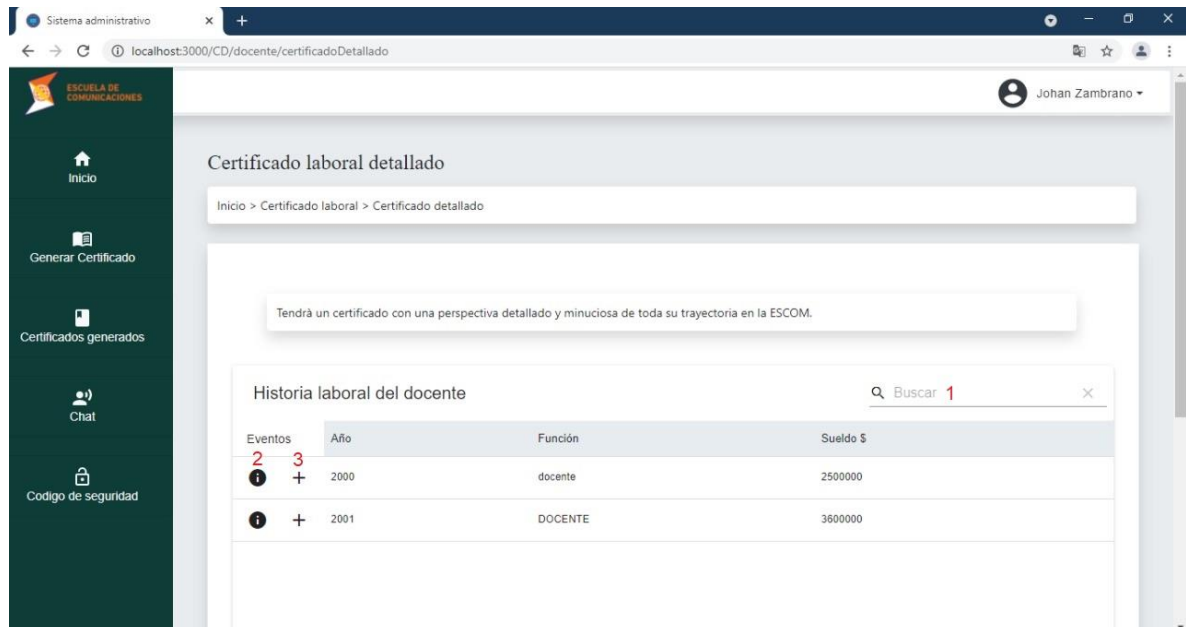 Sistema administrativo
localhost:3000/CD/docente/certificadoDetallado
ESCUELA DE
COMUNICACIONES
Johan Zambrano
Inicio
Generar Certificado
Certificados generados
Chat
Codigo de seguridad
Certificado laboral detallado
Inicio > Certificado laboral > Certificado detallado
Tendrà un certificado con una perspectiva detallado y minuciosa de toda su trayectoria en la ESCOM.
Historia laboral del docente
Buscar 1
Eventos Año Función Sueldo $
2 3
2000 docente 2500000
2001 DOCENTE 3600000